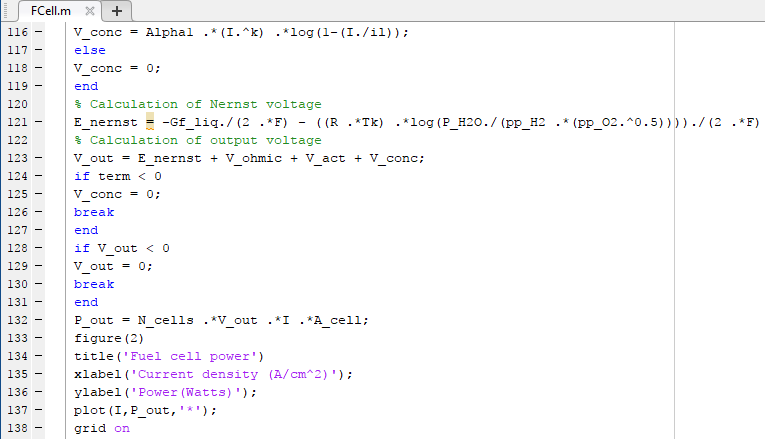 FCell.m × +
116 – V_conc = Alpha1 .*(I.^k) .*log(1-(I./il));
117 – else
118 – V_conc = 0;
119 – end
120 % Calculation of Nernst voltage
121 – E_nernst = -Gf_liq./(2 .*F) - ((R .*Tk) .*log(P_H2O./(pp_H2 .*(pp_O2.^0.5))))./(2 .*F)
122 % Calculation of output voltage
123 – V_out = E_nernst + V_ohmic + V_act + V_conc;
124 – if term < 0
125 – V_conc = 0;
126 – break
127 – end
128 – if V_out < 0
129 – V_out = 0;
130 – break
131 – end
132 – P_out = N_cells .*V_out .*I .*A_cell;
133 – figure(2)
134 – title('Fuel cell power')
135 – xlabel('Current density (A/cm^2)');
136 – ylabel('Power(Watts)');
137 – plot(I,P_out,'*');
138 – grid on